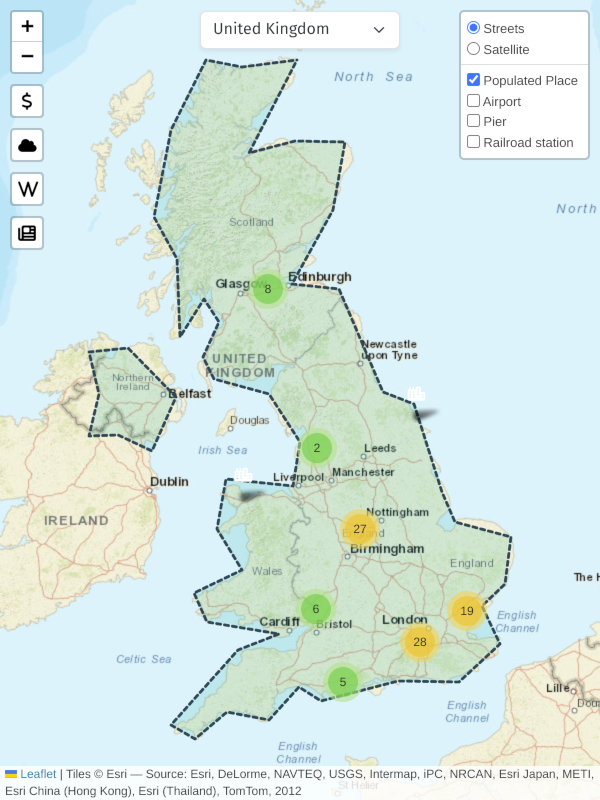 +
−
$
W
United Kingdom
Streets
Satellite
Populated Place
Airport
Pier
Railroad station
North Sea
North
Scotland
Glasgow
8
Edinburgh
UNITED
KINGDOM
Newcastle
upon Tyne
Northern
Ireland
Belfast
Douglas
Irish Sea
2
Leeds
Liverpool
Manchester
Dublin
IRELAND
Nottingham
27
Birmingham
England
Wales
The H
6
19
Cardiff
Bristol
London
English
Channel
28
Celtic Sea
5
Lille
Dou
English
Channel
English
Channel
St Helier
Leaflet | Tiles © Esri — Source: Esri, DeLorme, NAVTEQ, USGS, Intermap, iPC, NRCAN, Esri Japan, METI,
Esri China (Hong Kong), Esri (Thailand), TomTom, 2012